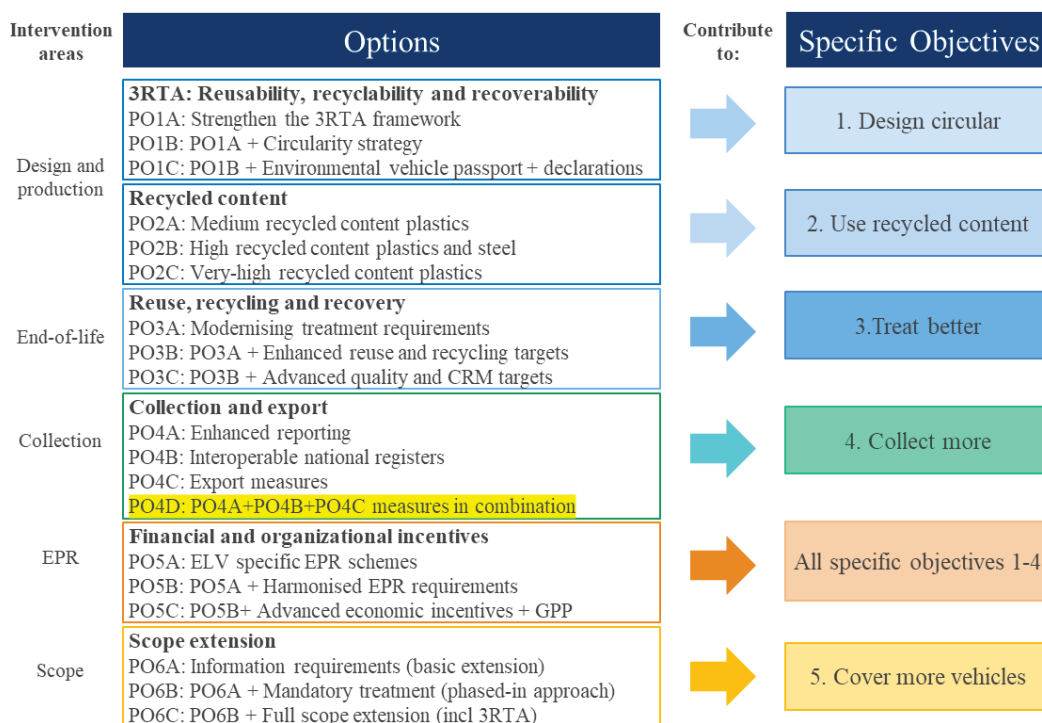 Intervention areas
Options
Contribute to:
Specific Objectives
Design and production
3RTA: Reusability, recyclability and recoverability
PO1A: Strengthen the 3RTA framework
PO1B: PO1A + Circularity strategy
PO1C: PO1B + Environmental vehicle passport + declarations
1. Design circular
Recycled content
PO2A: Medium recycled content plastics
PO2B: High recycled content plastics and steel
PO2C: Very-high recycled content plastics
2. Use recycled content
End-of-life
Reuse, recycling and recovery
PO3A: Modernising treatment requirements
PO3B: PO3A + Enhanced reuse and recycling targets
PO3C: PO3B + Advanced quality and CRM targets
3.Treat better
Collection
Collection and export
PO4A: Enhanced reporting
PO4B: Interoperable national registers
PO4C: Export measures
PO4D: PO4A+PO4B+PO4C measures in combination
4. Collect more
EPR
Financial and organizational incentives
PO5A: ELV specific EPR schemes
PO5B: PO5A + Harmonised EPR requirements
PO5C: PO5B+ Advanced economic incentives + GPP
All specific objectives 1-4
Scope
Scope extension
PO6A: Information requirements (basic extension)
PO6B: PO6A + Mandatory treatment (phased-in approach)
PO6C: PO6B + Full scope extension (incl 3RTA)
5. Cover more vehicles